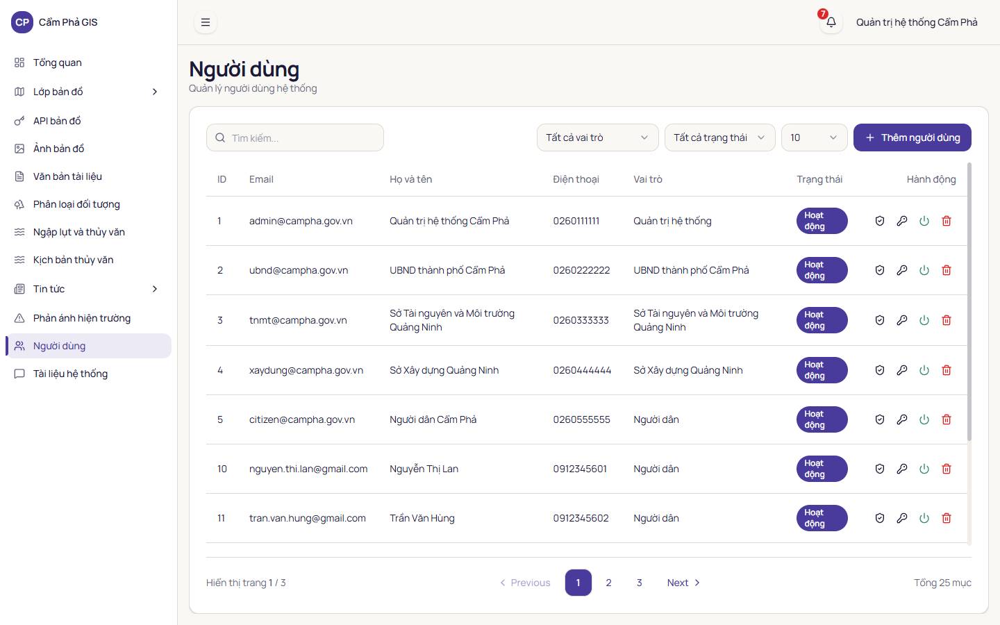 CP Cẩm Phả GIS
Tổng quan
Lớp bản đồ
API bản đồ
Ảnh bản đồ
Văn bản tài liệu
Phân loại đối tượng
Ngập lụt và thủy văn
Kịch bản thủy văn
Tin tức
Phản ánh hiện trường
Người dùng
Tài liệu hệ thống
7
Quản trị hệ thống Cẩm Phả
Người dùng
Quản lý người dùng hệ thống
Tìm kiếm...
Tất cả vai trò
Tất cả trạng thái
10
Thêm người dùng
ID Email Họ và tên Điện thoại Vai trò Trạng thái Hành động
1 admin@campha.gov.vn Quản trị hệ thống Cẩm Phả 0260111111 Quản trị hệ thống Hoạt động
2 ubnd@campha.gov.vn UBND thành phố Cẩm Phả 0260222222 UBND thành phố Cẩm Phả Hoạt động
3 tnmt@campha.gov.vn Sở Tài nguyên và Môi trường Quảng Ninh 0260333333 Sở Tài nguyên và Môi trường Quảng Ninh Hoạt động
4 xaydung@campha.gov.vn Sở Xây dựng Quảng Ninh 0260444444 Sở Xây dựng Quảng Ninh Hoạt động
5 citizen@campha.gov.vn Người dân Cẩm Phả 0260555555 Người dân Hoạt động
10 nguyen.thi.lan@gmail.com Nguyễn Thị Lan 0912345601 Người dân Hoạt động
11 tran.van.hung@gmail.com Trần Văn Hùng 0912345602 Người dân Hoạt động
Hiển thị trang 1 / 3
Previous 1 2 3 Next
Tổng 25 mục